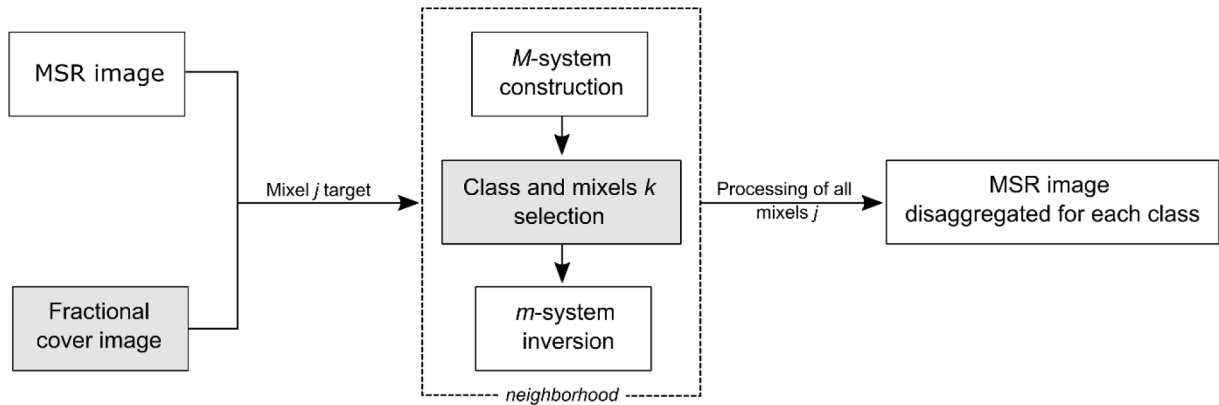 MSR image
Fractional
cover image
Mixel j target
M-system
construction
Class and mixels k
selection
m-system
inversion
neighborhood
Processing of all
mixels j
MSR image
disaggregated for each class